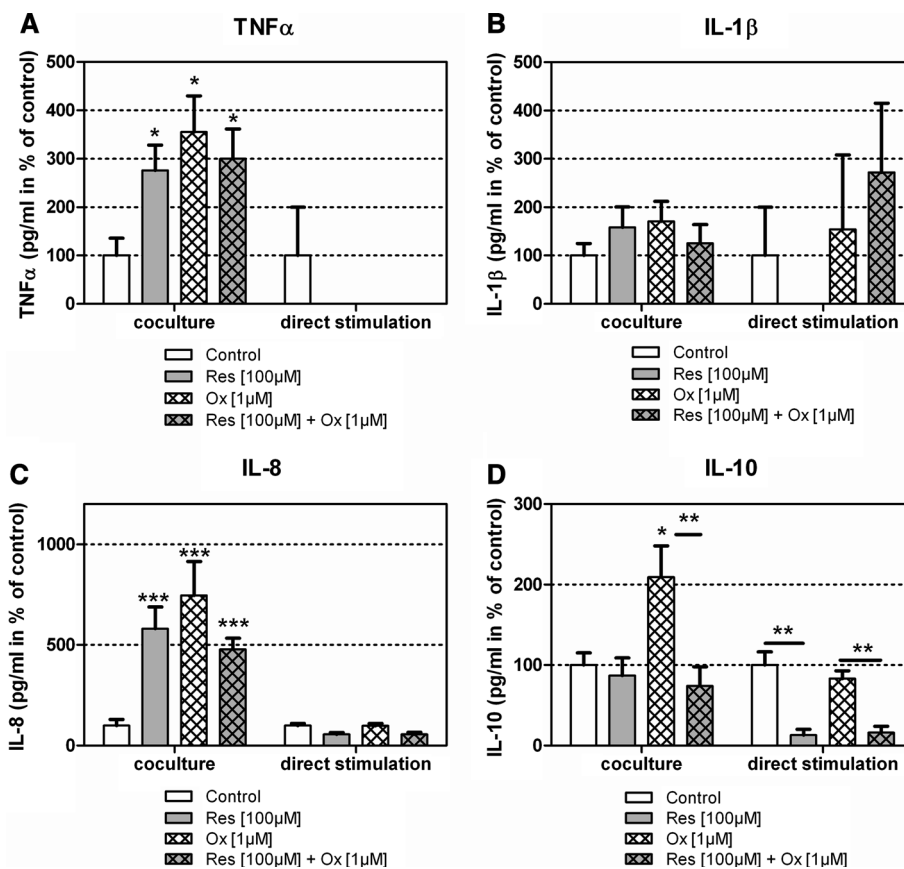 A
TNFα
TNFα (pg/ml in % of control)
500
400
300
200
100
0
*
*
*
coculture
direct stimulation
Control
Res [100µM]
Ox [1µM]
Res [100µM] + Ox [1µM]
B
IL-1β
IL-1β (pg/ml in % of control)
500
400
300
200
100
0
coculture
direct stimulation
Control
Res [100µM]
Ox [1µM]
Res [100µM] + Ox [1µM]
C
IL-8
IL-8 (pg/ml in % of control)
1000
500
0
***
***
***
coculture
direct stimulation
Control
Res [100µM]
Ox [1µM]
Res [100µM] + Ox [1µM]
D
IL-10
IL-10 (pg/ml in % of control)
300
200
100
0
*
**
**
**
coculture
direct stimulation
Control
Res [100µM]
Ox [1µM]
Res [100µM] + Ox [1µM]